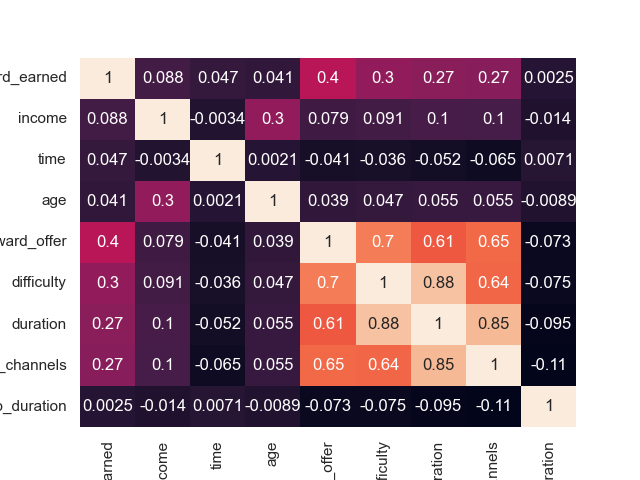 rd_earned 1 0.088 0.047 0.041 0.4 0.3 0.27 0.27 0.0025
income 0.088 1 -0.0034 0.3 0.079 0.091 0.1 0.1 -0.014
time 0.047 -0.0034 1 0.0021 -0.041 -0.036 -0.052 -0.065 0.0071
age 0.041 0.3 0.0021 1 0.039 0.047 0.055 0.055 -0.0089
ward_offer 0.4 0.079 -0.041 0.039 1 0.7 0.61 0.65 -0.073
difficulty 0.3 0.091 -0.036 0.047 0.7 1 0.88 0.64 -0.075
duration 0.27 0.1 -0.052 0.055 0.61 0.88 1 0.85 -0.095
_channels 0.27 0.1 -0.065 0.055 0.65 0.64 0.85 1 -0.11
o_duration 0.0025 -0.014 0.0071 -0.0089 -0.073 -0.075 -0.095 -0.11 1
earned come time age _offer ficulty ration nnels ration